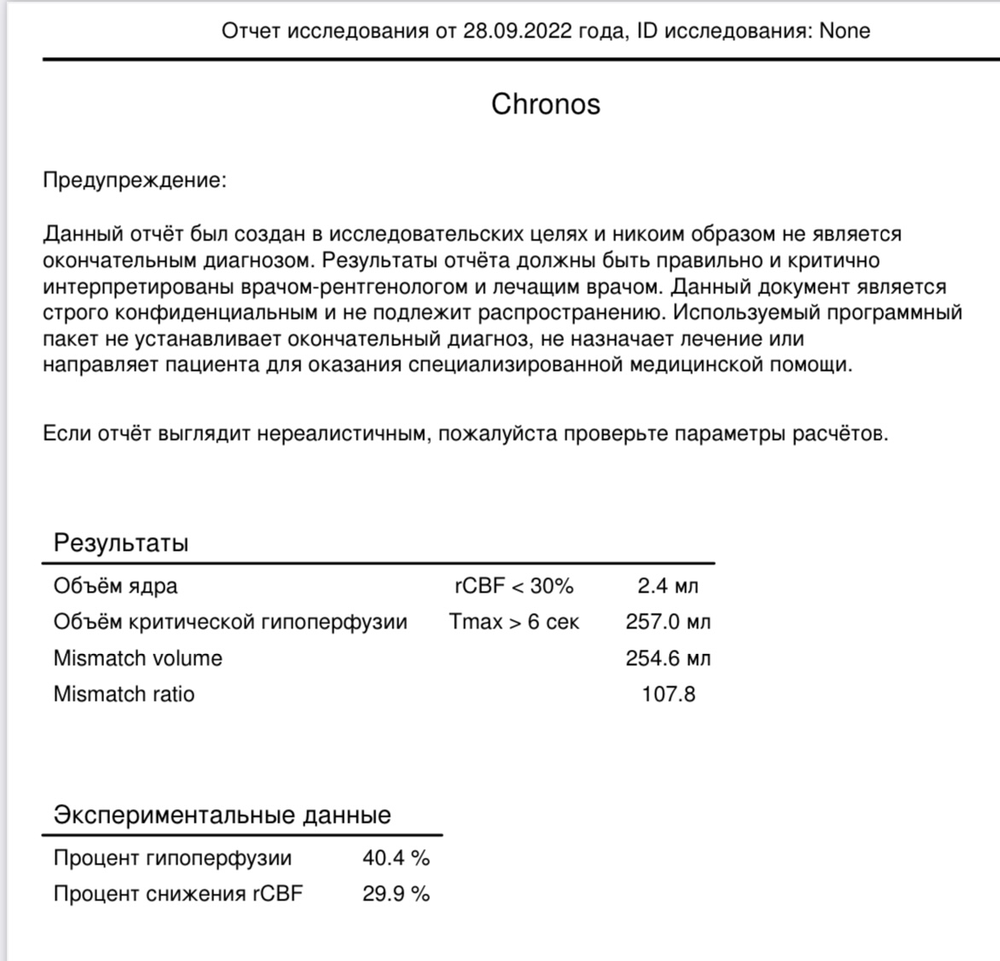 Отчет исследования от 28.09.2022 года, ID исследования: None
Chronos
Предупреждение:
Данный отчёт был создан в исследовательских целях и никоим образом не является
окончательным диагнозом. Результаты отчёта должны быть правильно и критично
интерпретированы врачом-рентгенологом и лечащим врачом. Данный документ является
строго конфиденциальным и не подлежит распространению. Используемый программный
пакет не устанавливает окончательный диагноз, не назначает лечение или
направляет пациента для оказания специализированной медицинской помощи.
Если отчёт выглядит нереалистичным, пожалуйста проверьте параметры расчётов.
Результаты
Объём ядра rCBF < 30% 2.4 мл
Объём критической гипоперфузии Tmax > 6 сек 257.0 мл
Mismatch volume 254.6 мл
Mismatch ratio 107.8
Экспериментальные данные
Процент гипоперфузии 40.4 %
Процент снижения rCBF 29.9 %